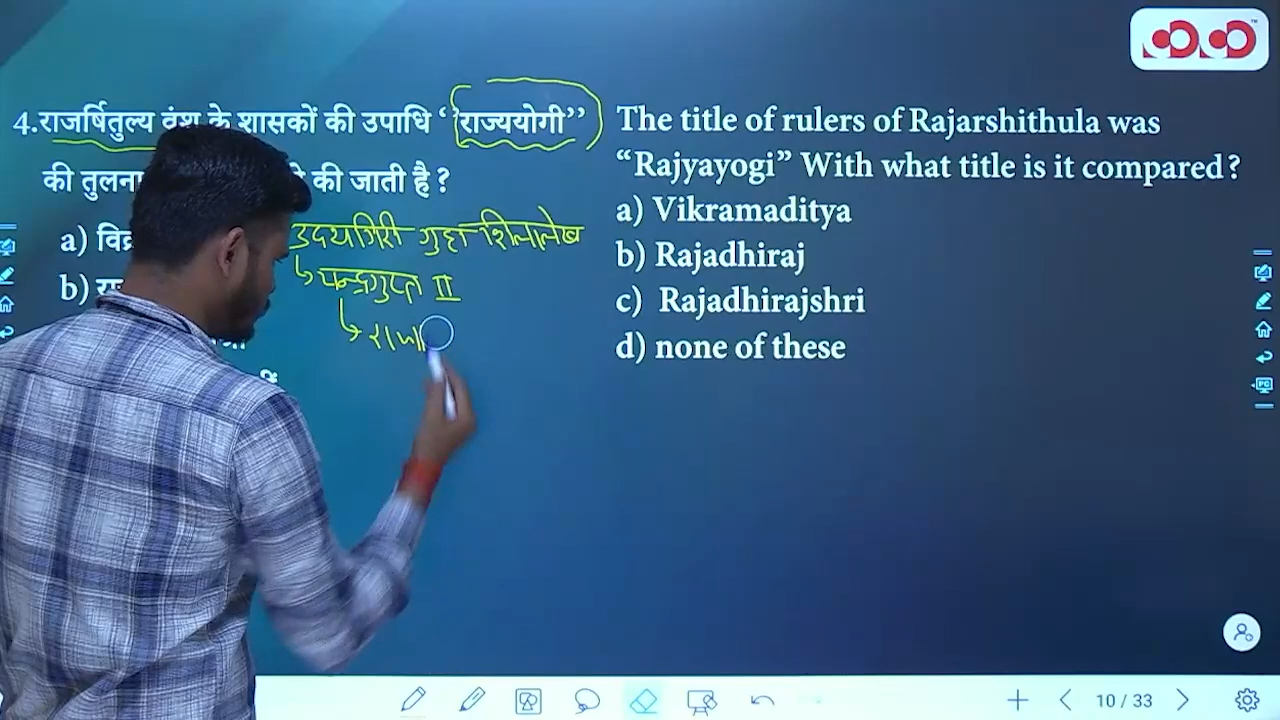 4.राजर्षितुल्य वंश के शासकों की उपाधि ‘’राज्ययोगी’’
की तुलना की जाती है ?
a) विक्र
b)
उदयगिरी गुहा शिलालेख
चन्द्रगुप्त II
राजा
The title of rulers of Rajarshithula was
“Rajyayogi” With what title is it compared?
a) Vikramaditya
b) Rajadhiraj
c) Rajadhirajshri
d) none of these
10 / 33